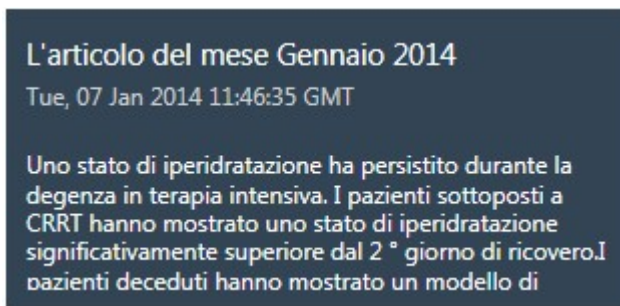 L'articolo del mese Gennaio 2014
Tue, 07 Jan 2014 11:46:35 GMT
Uno stato di iperidratazione ha persistito durante la
degenza in terapia intensiva. I pazienti sottoposti a
CRRT hanno mostrato uno stato di iperidratazione
significativamente superiore dal 2 ° giorno di ricovero.I
pazienti deceduti hanno mostrato un modello di